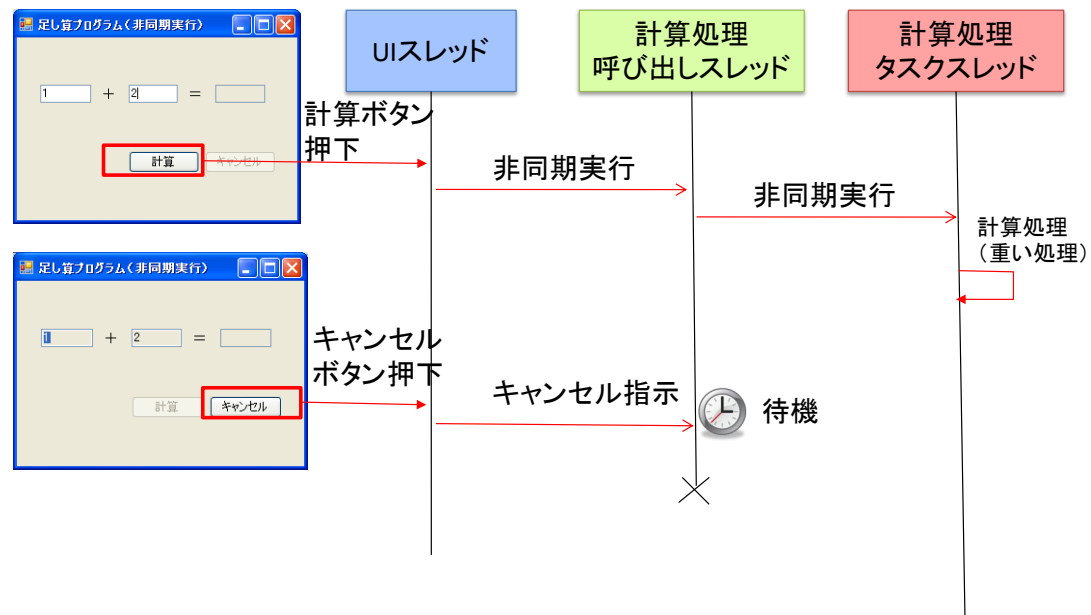 足し算プログラム(非同期実行)
1 + 2 =
計算 キャンセル
計算ボタン
押下
UIスレッド
計算処理
呼び出しスレッド
計算処理
タスクスレッド
非同期実行
非同期実行
計算処理
(重い処理)
足し算プログラム(非同期実行)
1 + 2 =
計算 キャンセル
キャンセル
ボタン押下
キャンセル指示
待機